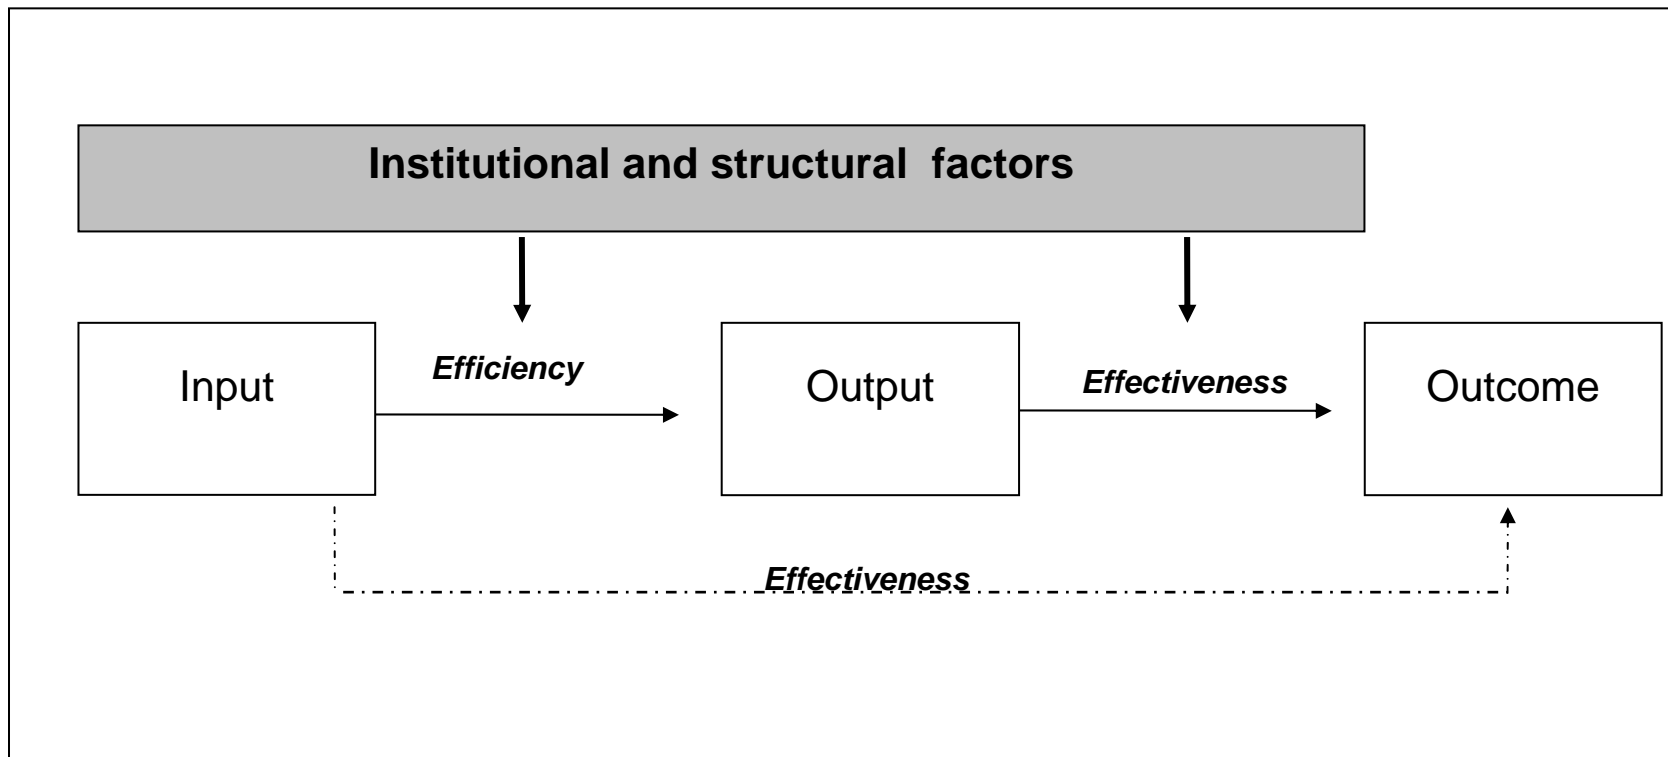 Institutional and structural  factors
Input
Efficiency
Output
Effectiveness
Outcome
Effectiveness